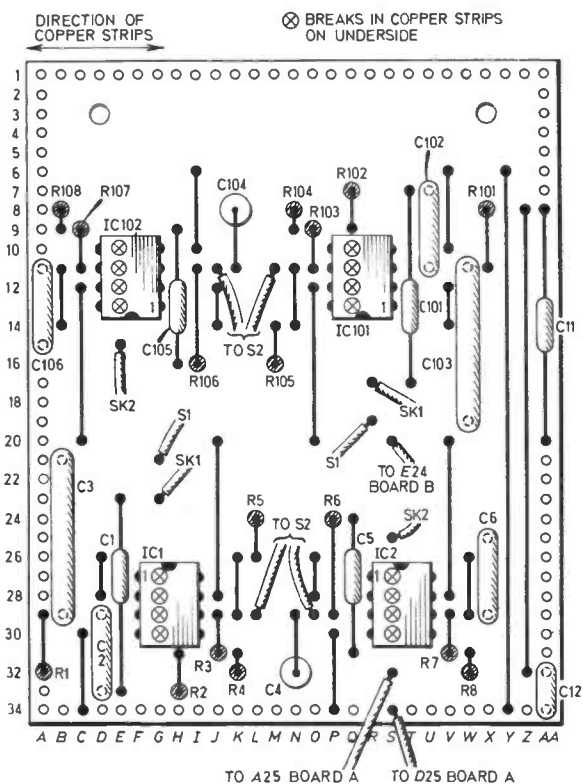 DIRECTION OF
COPPER STRIPS
BREAKS IN COPPER STRIPS
ON UNDERSIDE
1
2
3
4
5
6
7
8
10
12
14
16
18
20
22
24
26
28
30
32
34
C102
R108
R107
C104
R104
R102
R103
R101
IC102
1
IC101
1
C106
C105
TO S2
R106
R105
C101
C103
C11
SK2
S1
SK1
SK1
S1
TO E24
BOARD B
C3
C1
R5
TO S2
R6
C5
SK2
C6
IC1
1
IC2
1
R1
C2
R2
R3
R4
C4
R7
R8
C12
A B C D E F G H I J K L M N O P Q R S T U V W X Y Z AA
TO A25 BOARD A
TO D25 BOARD A